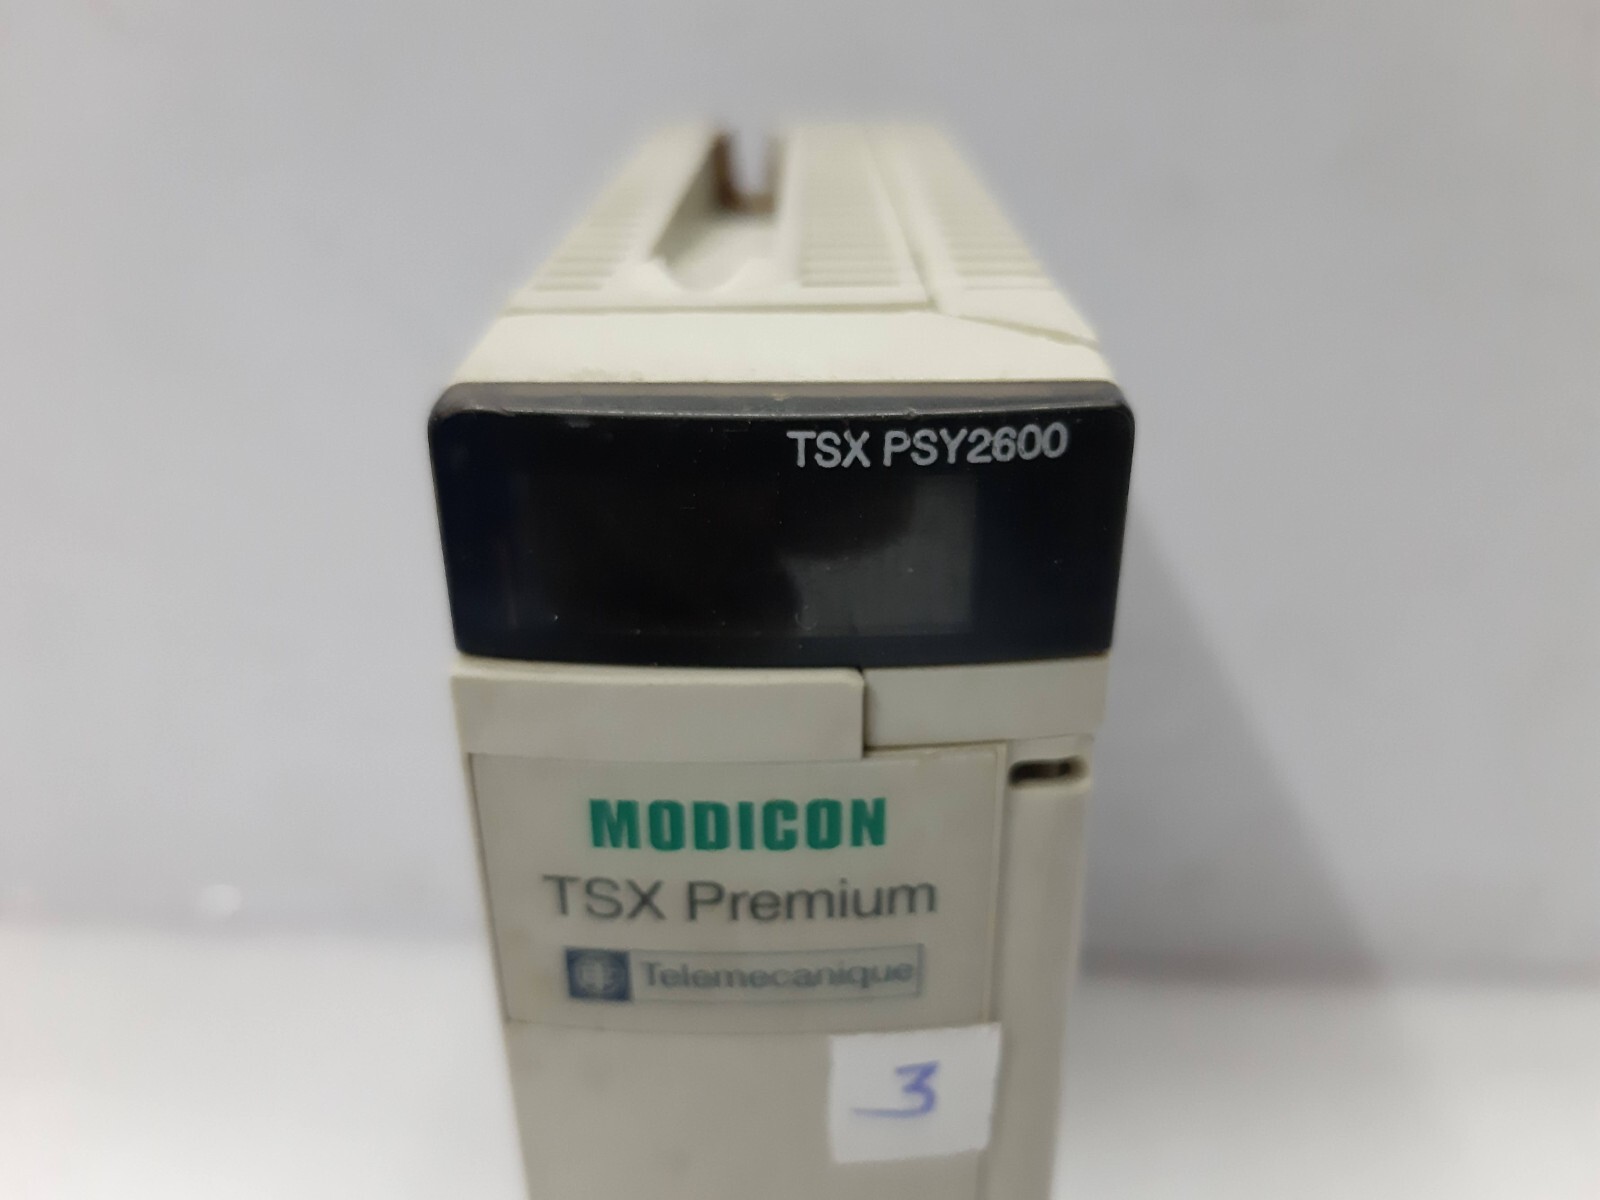 TSX PSY2600
MODICON
TSX Premium
Telemecanique
3